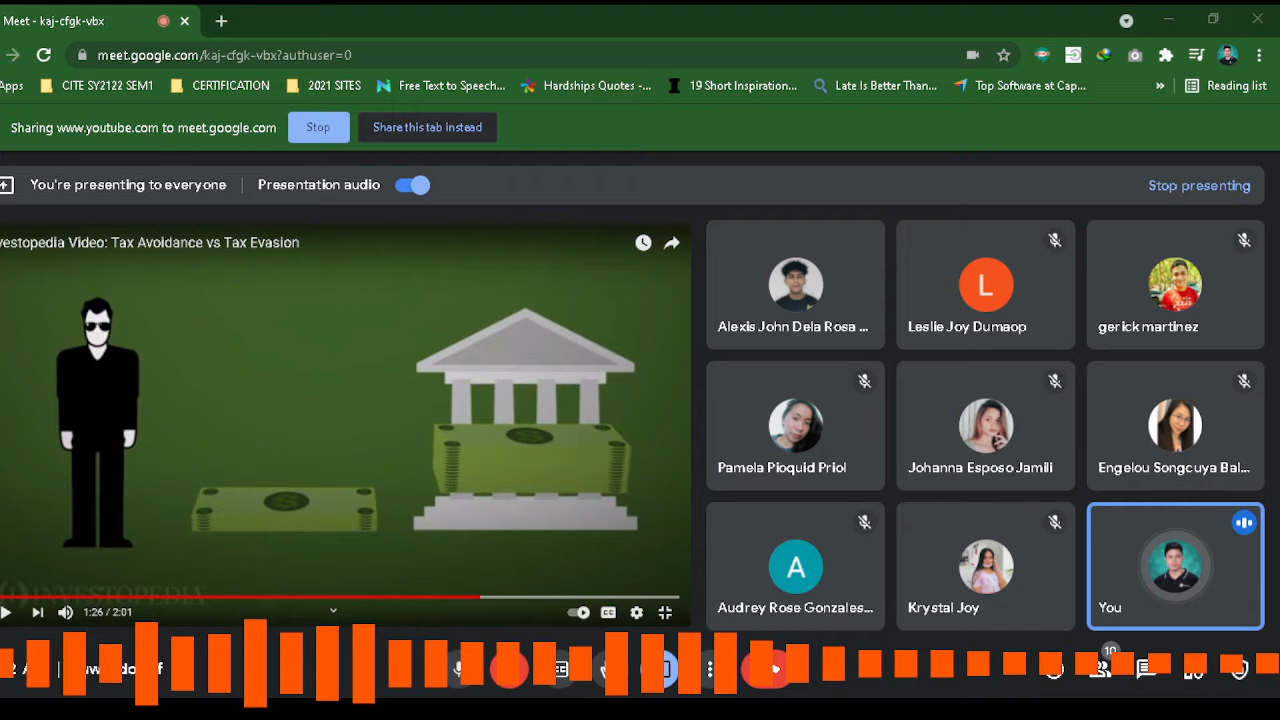 Meet - kaj-cfgk-vbx
meet.google.com/kaj-cfgk-vbx?authuser=0
Apps CITE SY2122 SEM1 CERTIFICATION 2021 SITES Free Text to Speech... Hardships Quotes -... 19 Short Inspiration... Late Is Better Than... Top Software at Cap... » Reading list
Sharing www.youtube.com to meet.google.com Stop Share this tab instead
You're presenting to everyone Presentation audio Stop presenting
vestopedia Video: Tax Avoidance vs Tax Evasion
Alexis John Dela Rosa ...
L
Leslie Joy Dumaop
gerick martinez
Pamela Pioquid Priol
Johanna Esposo Jamili
Engelou Songcuya Bal...
INVESTOPEDIA
1:26 / 2:01
CC
A
Audrey Rose Gonzales...
Krystal Joy
You
10